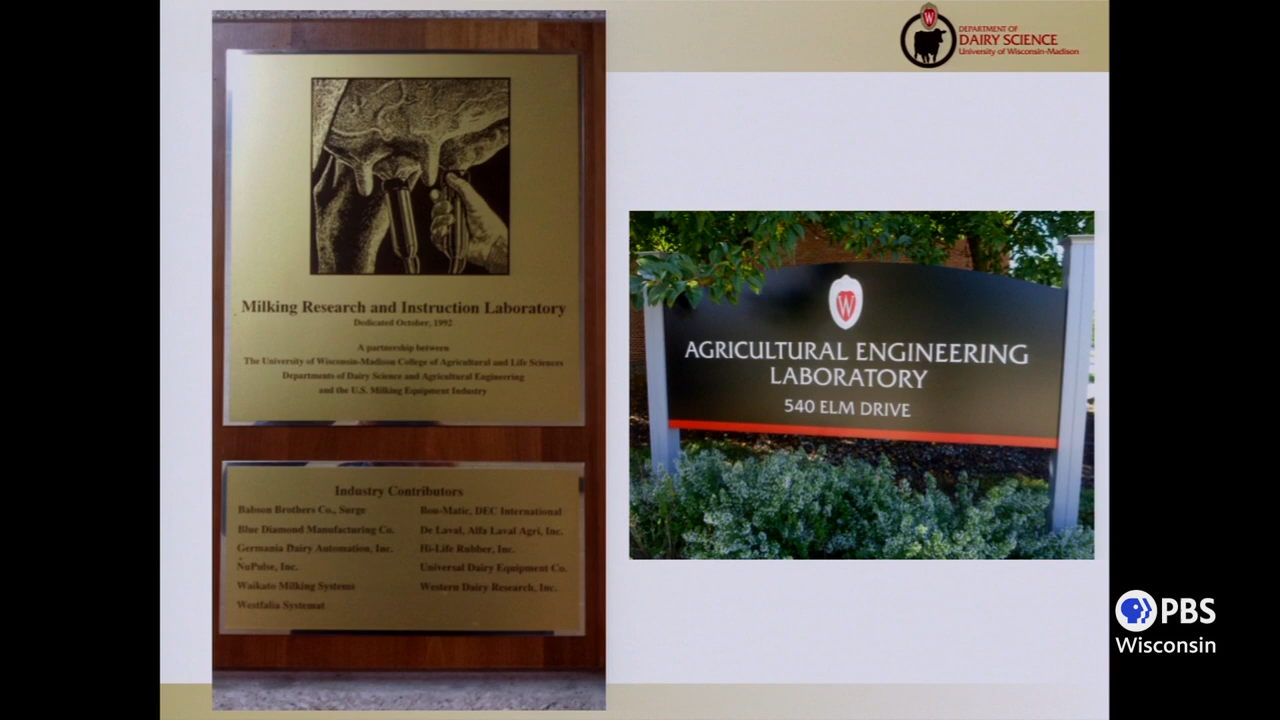 Milking Research and Instruction Laboratory
Dedicated October, 1992
A partnership between
The University of Wisconsin-Madison College of Agricultural and Life Sciences
Departments of Dairy Science and Agricultural Engineering
and the U.S. Milking Equipment Industry
Industry Contributors
Babson Brothers Co., Surge
Blue Diamond Manufacturing Co.
Germania Dairy Automation, Inc.
NuPulse, Inc.
Waikato Milking Systems
Westfalia Systemat
Bou-Matic, DEC International
De Laval, Alfa Laval Agri, Inc.
Hi-Life Rubber, Inc.
Universal Dairy Equipment Co.
Western Dairy Research, Inc.
W
DEPARTMENT OF
DAIRY SCIENCE
University of Wisconsin-Madison
W
AGRICULTURAL ENGINEERING
LABORATORY
540 ELM DRIVE
PBS
Wisconsin